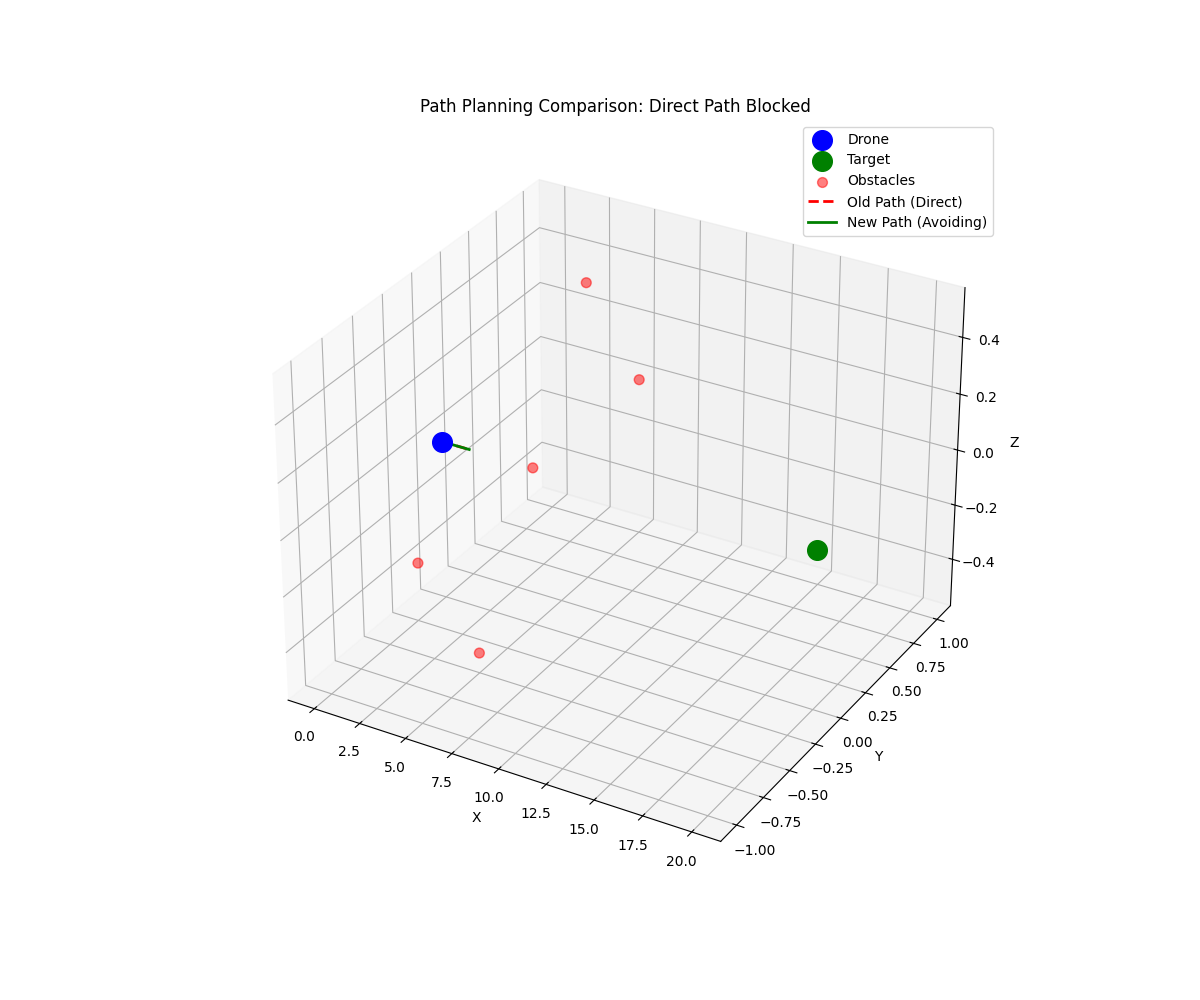 Path Planning Comparison: Direct Path Blocked
Drone
Target
Obstacles
Old Path (Direct)
New Path (Avoiding)
0.4
0.2
0.0
−0.2
−0.4
Z
1.00
0.75
0.50
0.25
0.00
−0.25
−0.50
−0.75
−1.00
Y
0.0
2.5
5.0
7.5
10.0
12.5
15.0
17.5
20.0
X